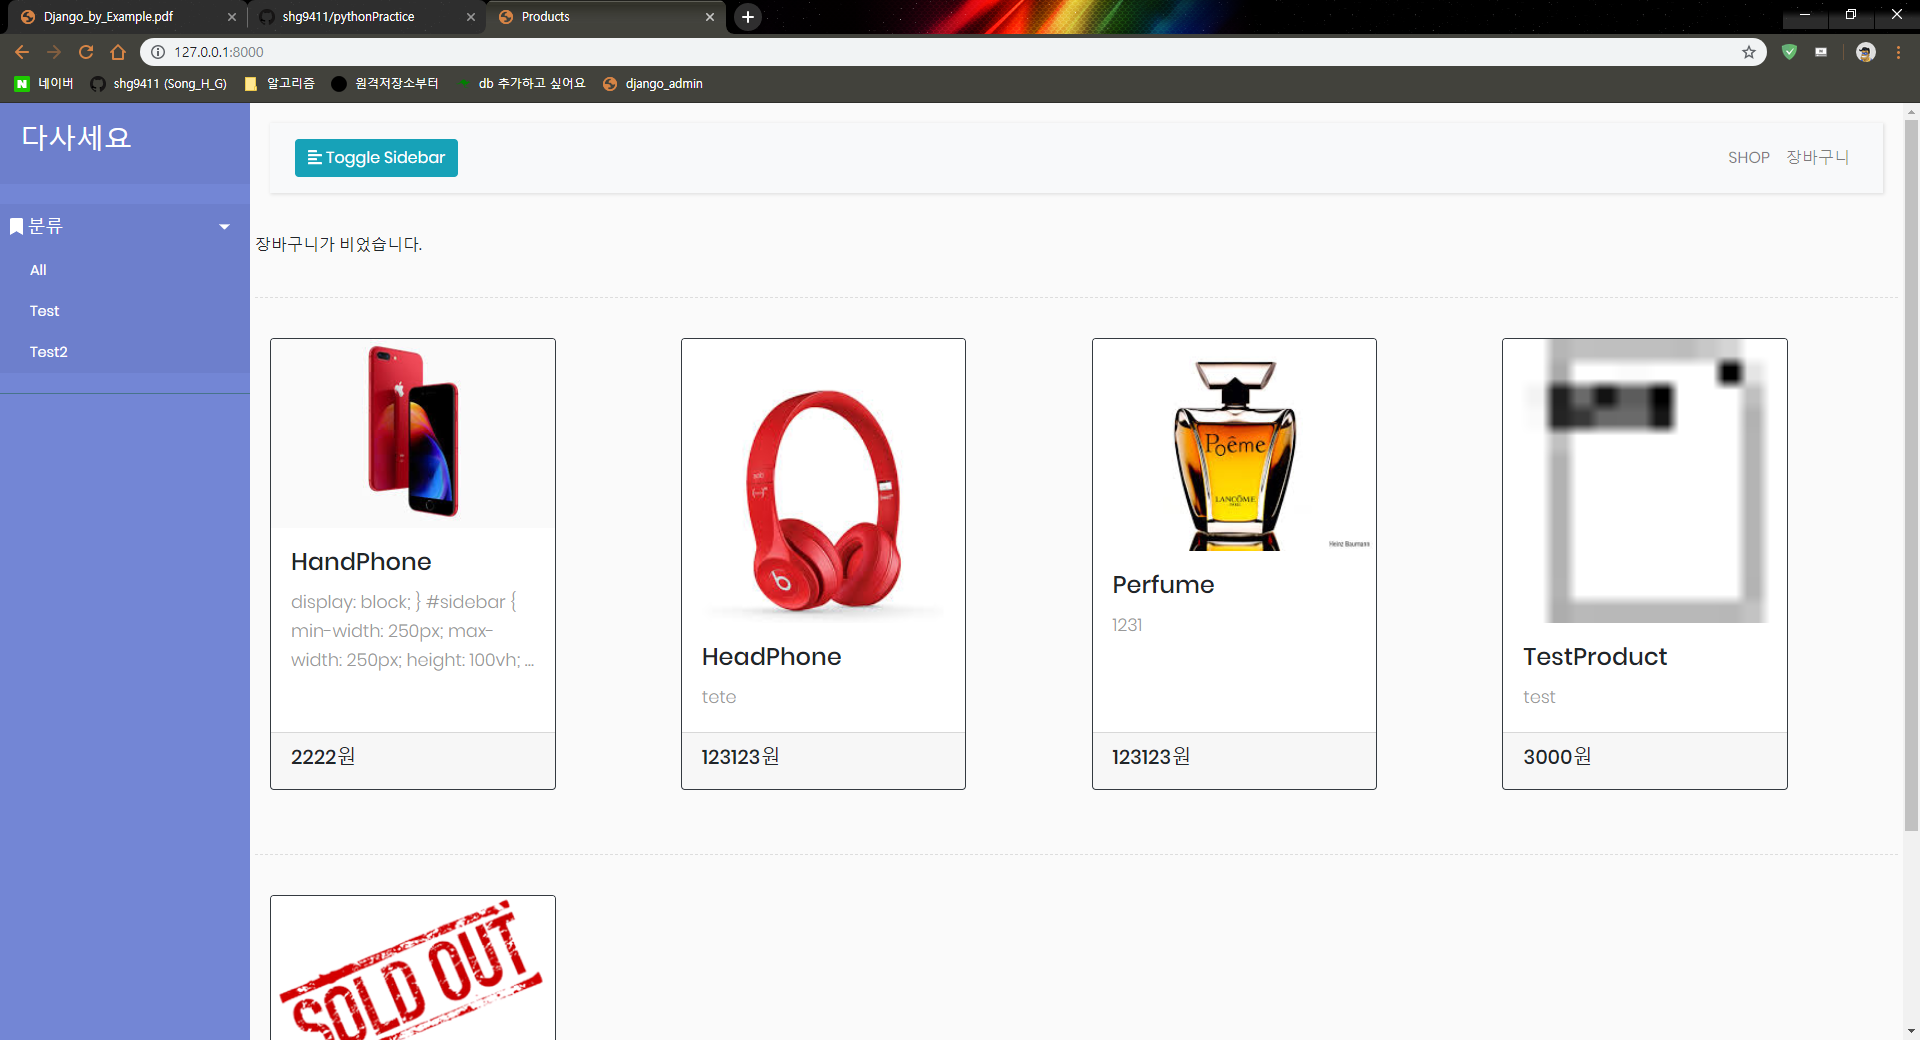 Django_by_Example.pdf
shg9411/pythonPractice
Products
127.0.0.1:8000
네이버
shg9411 (Song_H_G)
알고리즘
원격저장소부터
db 추가하고 싶어요
django_admin
다사세요
분류
All
Test
Test2
Toggle Sidebar
SHOP
장바구니
장바구니가 비었습니다.
HandPhone
display: block; } #sidebar {
min-width: 250px; max-
width: 250px; height: 100vh; ...
2222원
HeadPhone
tete
123123원
Poême
LANCÔME
Heinz Baumann
Perfume
1231
123123원
TestProduct
test
3000원
SOLD OUT